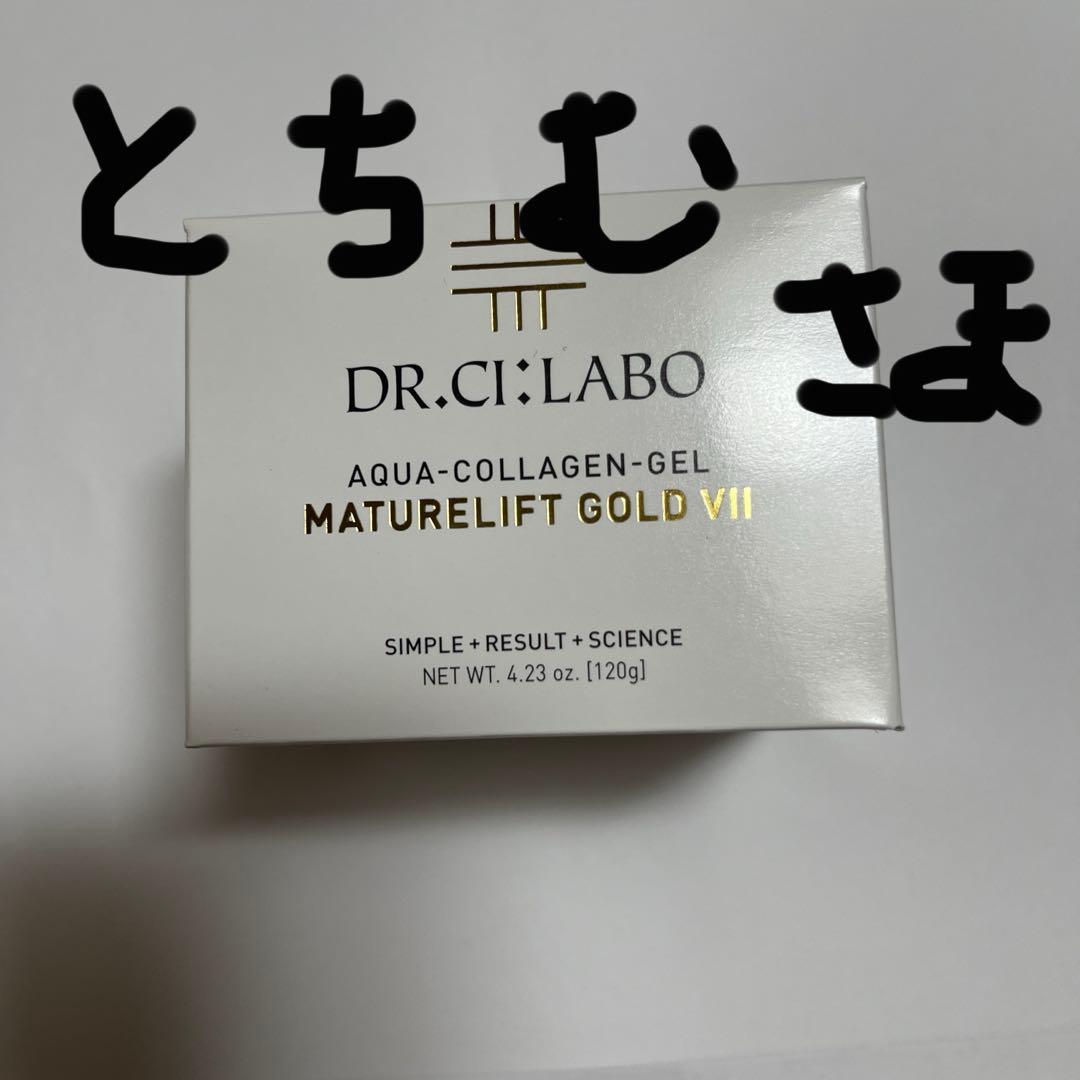 とちむ
さま
DR.CI:LABO
AQUA-COLLAGEN-GEL
MATURELIFT GOLD VII
SIMPLE + RESULT + SCIENCE
NET WT. 4.23 oz. [120g]